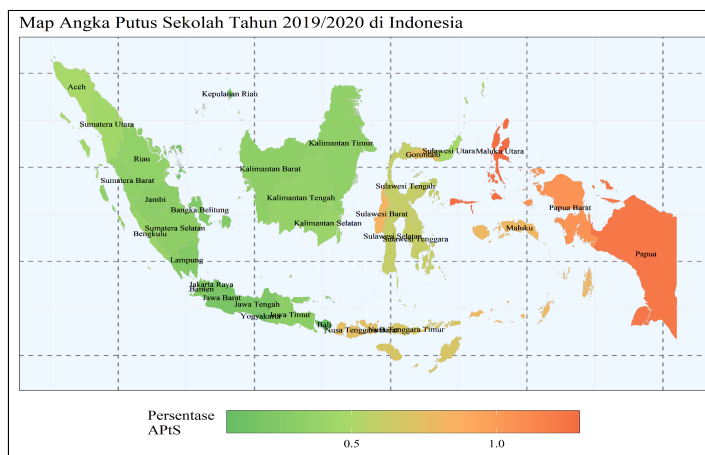 Map Angka Putus Sekolah Tahun 2019/2020 di Indonesia
Aceh
Kepulauan Riau
Sumatera Utara
Kalimantan Timur
Sulawesi Utara
Maluku Utara
Gorontalo
Riau
Kalimantan Barat
Sumatera Barat
Sulawesi Tengah
Jambi
Kalimantan Tengah
Papua Barat
Bangka Belitung
Sulawesi Barat
Kalimantan Selatan
Sumatera Selatan
Maluku
Bengkulu
Sulawesi Selatan
Sulawesi Tenggara
Papua
Lampung
Jakarta Raya
Banten
Jawa Barat
Jawa Tengah
Yogyakarta
Jawa Timur
Bali
Nusa Tenggara Barat
Nusa Tenggara Timur
Persentase
APtS
0.5
1.0